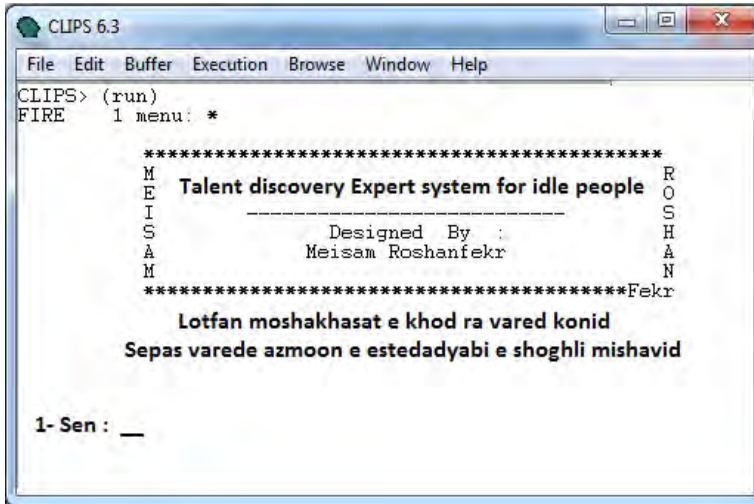 CLIPS 6.3
File Edit Buffer Execution Browse Window Help
CLIPS> (run)
FIRE 1 menu: *
********************************************
M R
E Talent discovery Expert system for idle people O
I ---------------------------- S
S Designed By : H
A Meisam Roshanfekr A
M N
*****************************************Fekr
Lotfan moshakhasat e khod ra vared konid
Sepas varede azmoon e estedadyabi e shoghli mishavid
1- Sen : __